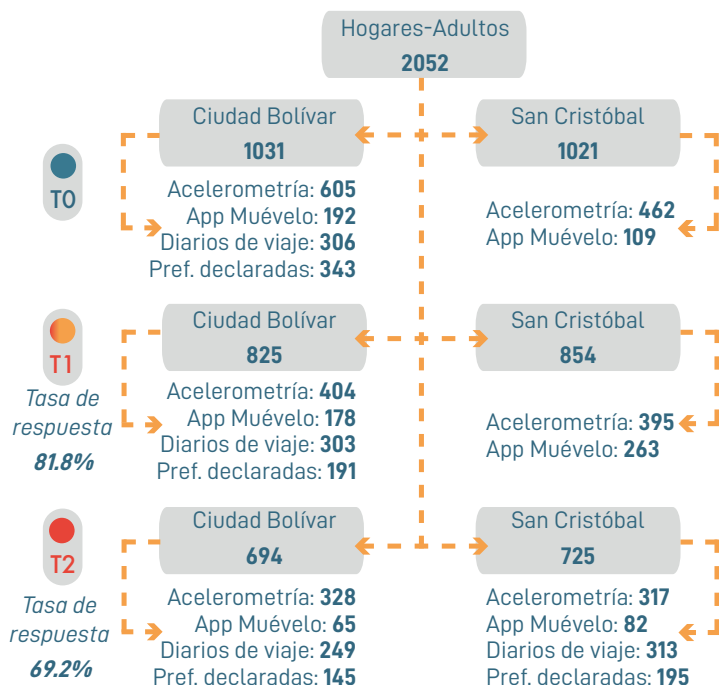 Hogares-Adultos
2052
Ciudad Bolívar
1031
San Cristóbal
1021
T0
Acelerometría: 605
App Muévelo: 192
Diarios de viaje: 306
Pref. declaradas: 343
Acelerometría: 462
App Muévelo: 109
Ciudad Bolívar
825
San Cristóbal
854
T1
Tasa de
respuesta
81.8%
Acelerometría: 404
App Muévelo: 178
Diarios de viaje: 303
Pref. declaradas: 191
Acelerometría: 395
App Muévelo: 263
Ciudad Bolívar
694
San Cristóbal
725
T2
Tasa de
respuesta
69.2%
Acelerometría: 328
App Muévelo: 65
Diarios de viaje: 249
Pref. declaradas: 145
Acelerometría: 317
App Muévelo: 82
Diarios de viaje: 313
Pref. declaradas: 195